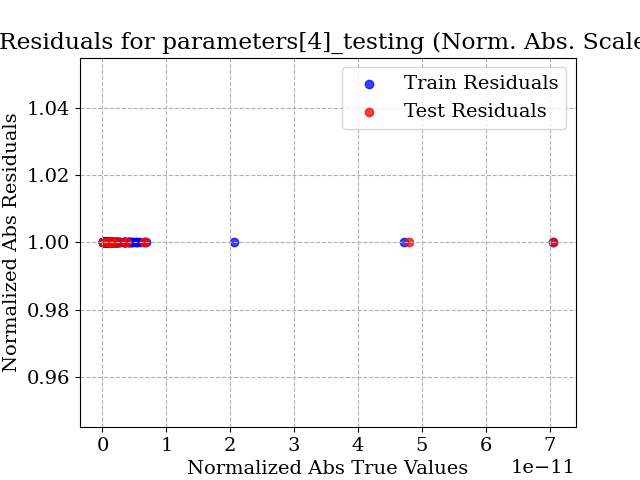 Residuals for parameters[4]_testing (Norm. Abs. Scale
Train Residuals
Test Residuals
Normalized Abs Residuals
1.04
1.02
1.00
0.98
0.96
0 1 2 3 4 5 6 7
1e−11
Normalized Abs True Values